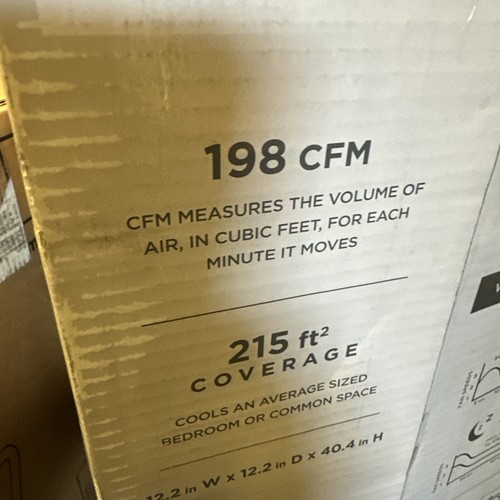 198 CFM
CFM MEASURES THE VOLUME OF
AIR, IN CUBIC FEET, FOR EACH
MINUTE IT MOVES
215 ft²
COVERAGE
COOLS AN AVERAGE SIZED
BEDROOM OR COMMON SPACE
12.2 in W x 12.2 in D x 40.4 in H